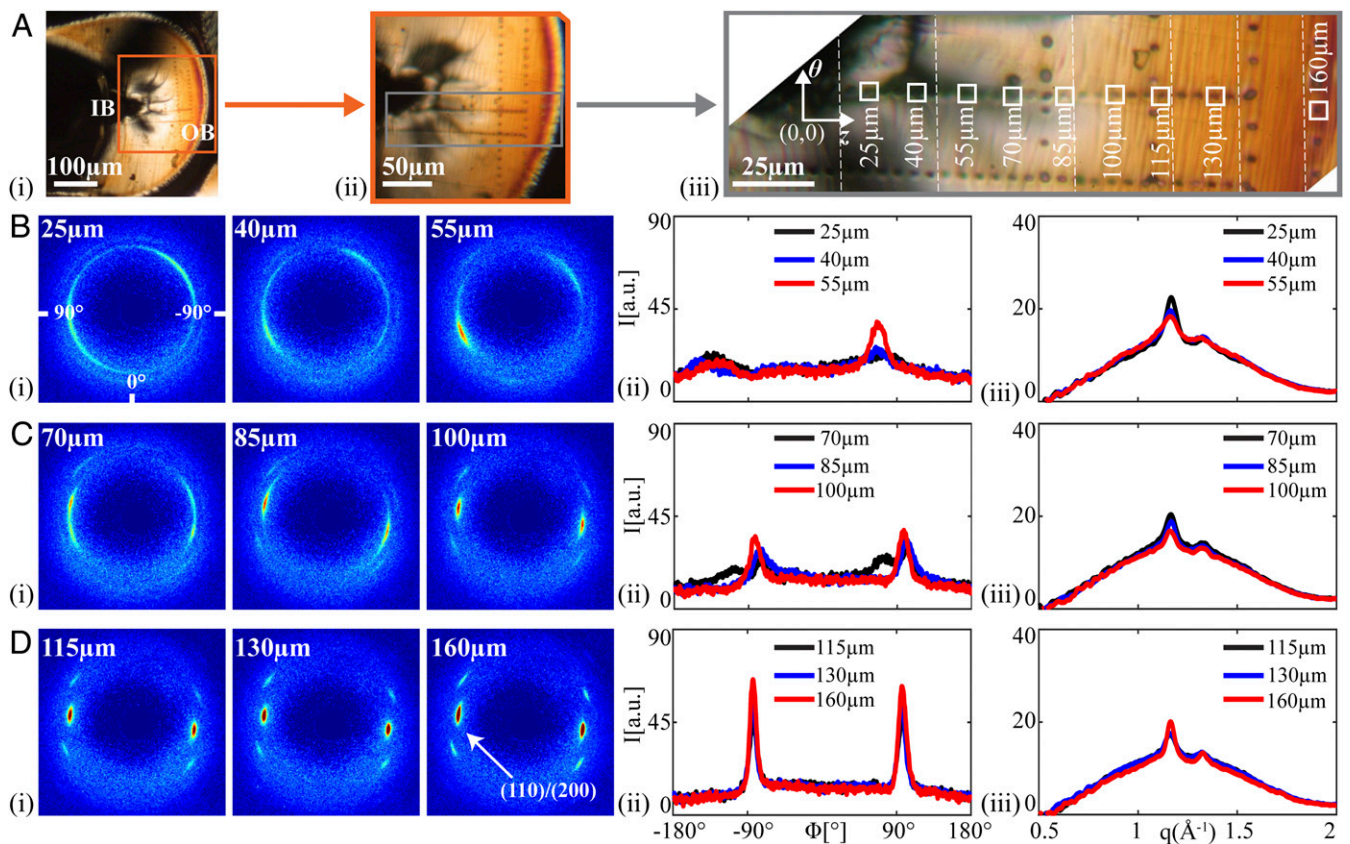 A
IB
OB
100µm
(i)
50µm
(ii)
θ
(0,0)
z
25µm
40µm
55µm
70µm
85µm
100µm
115µm
130µm
160µm
25µm
(iii)
B
25µm
40µm
55µm
90°
-90°
0°
(i)
90
45
0
I[a.u.]
25µm
40µm
55µm
(ii)
40
20
0
25µm
40µm
55µm
(iii)
C
70µm
85µm
100µm
(i)
90
45
0
I[a.u.]
70µm
85µm
100µm
(ii)
40
20
0
70µm
85µm
100µm
(iii)
D
115µm
130µm
160µm
(110)/(200)
(i)
90
45
0
I[a.u.]
115µm
130µm
160µm
(ii)
-180° -90° Φ[°] 90° 180°
40
20
0
115µm
130µm
160µm
(iii)
0.5 1 q(Å⁻¹) 1.5 2